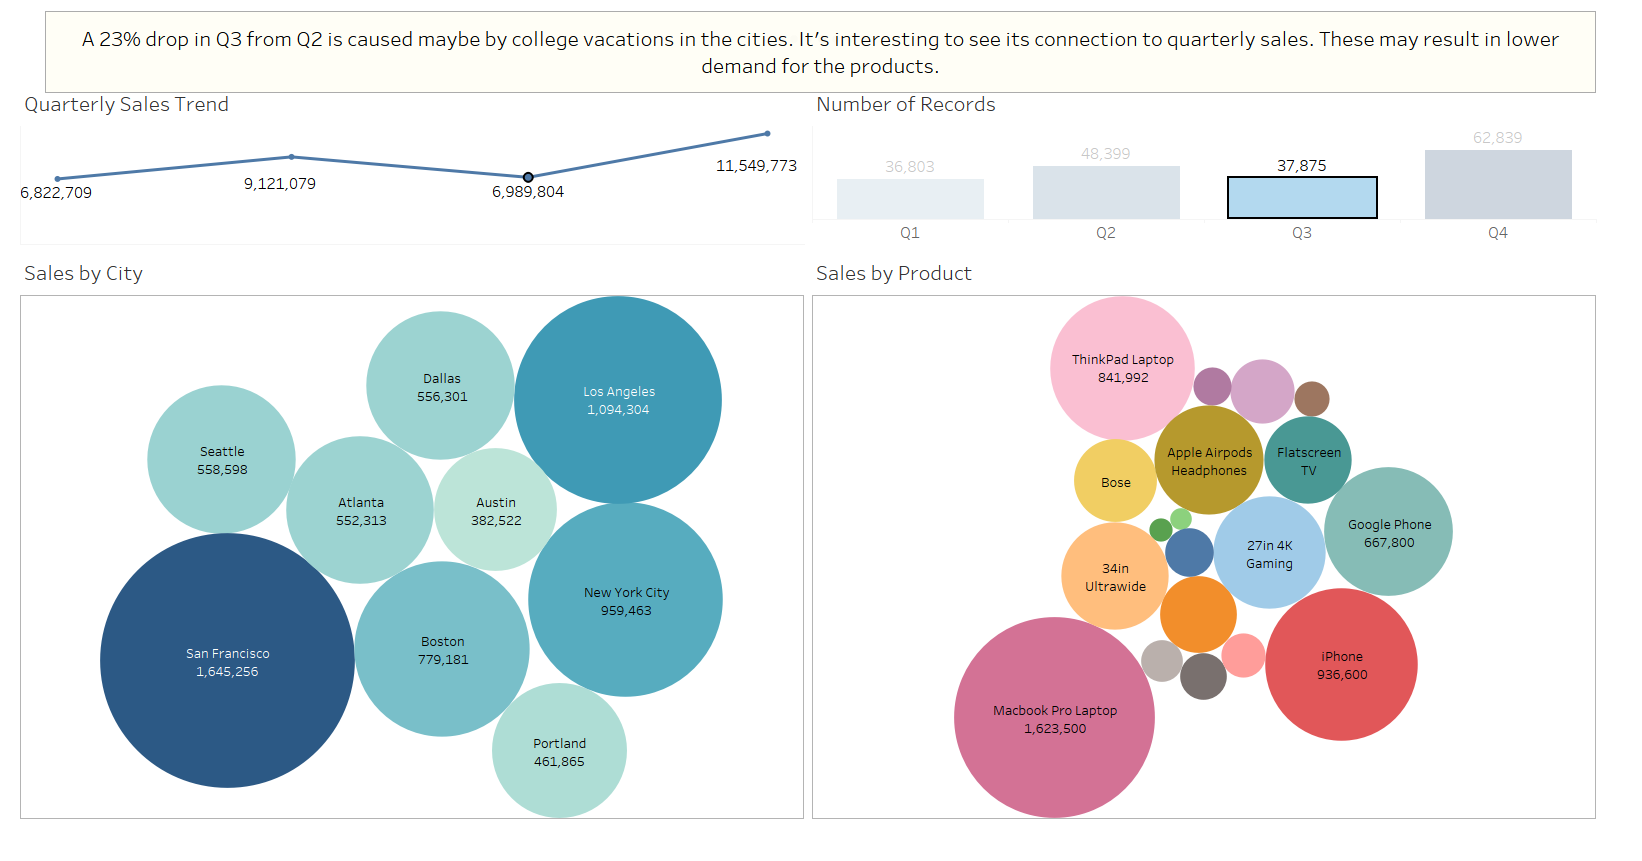 A 23% drop in Q3 from Q2 is caused maybe by college vacations in the cities. It's interesting to see its connection to quarterly sales. These may result in lower
demand for the products.
Quarterly Sales Trend
6,822,709
9,121,079
6,989,804
11,549,773
Number of Records
36,803
48,399
37,875
62,839
Q1
Q2
Q3
Q4
Sales by City
Dallas
556,301
Los Angeles
1,094,304
Seattle
558,598
Atlanta
552,313
Austin
382,522
New York City
959,463
Boston
779,181
San Francisco
1,645,256
Portland
461,865
Sales by Product
ThinkPad Laptop
841,992
Apple Airpods
Headphones
Flatscreen
TV
Bose
Google Phone
667,800
27in 4K
Gaming
34in
Ultrawide
iPhone
936,600
Macbook Pro Laptop
1,623,500